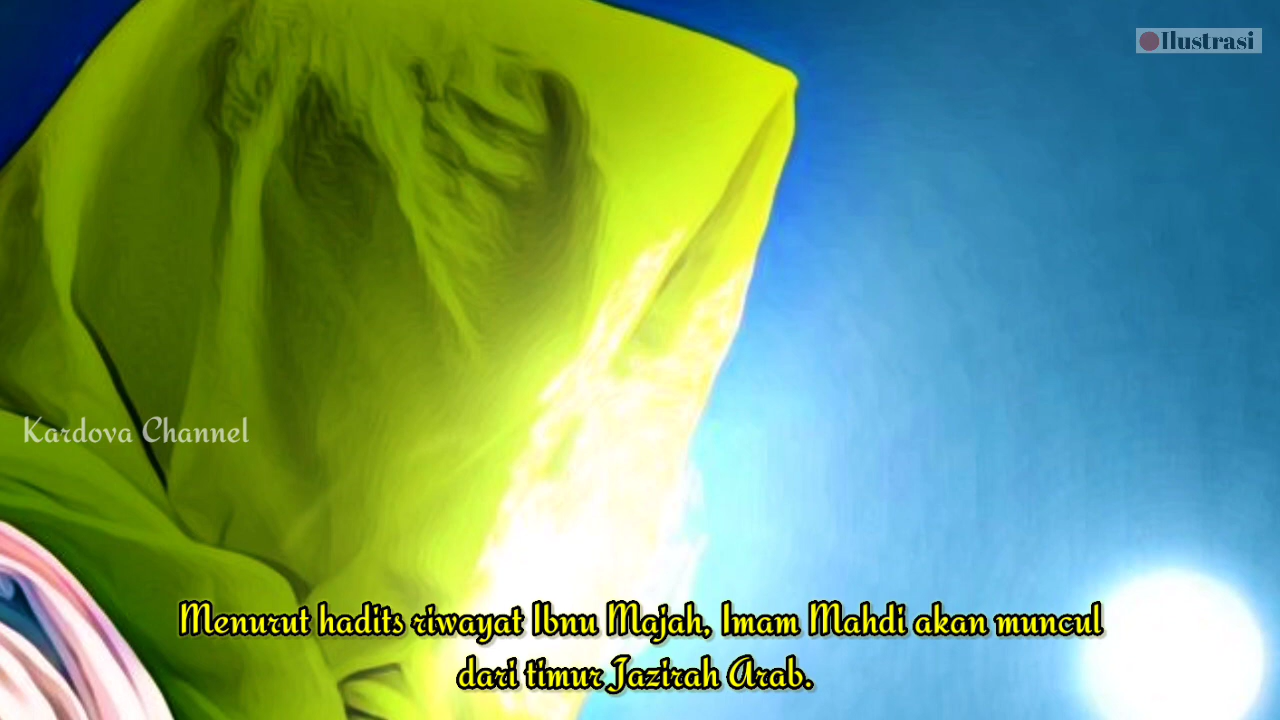 Ilustrasi
Kardova Channel
Menurut hadits riwayat Ibnu Majah, Imam Mahdi akan muncul
dari timur Jazirah Arab.